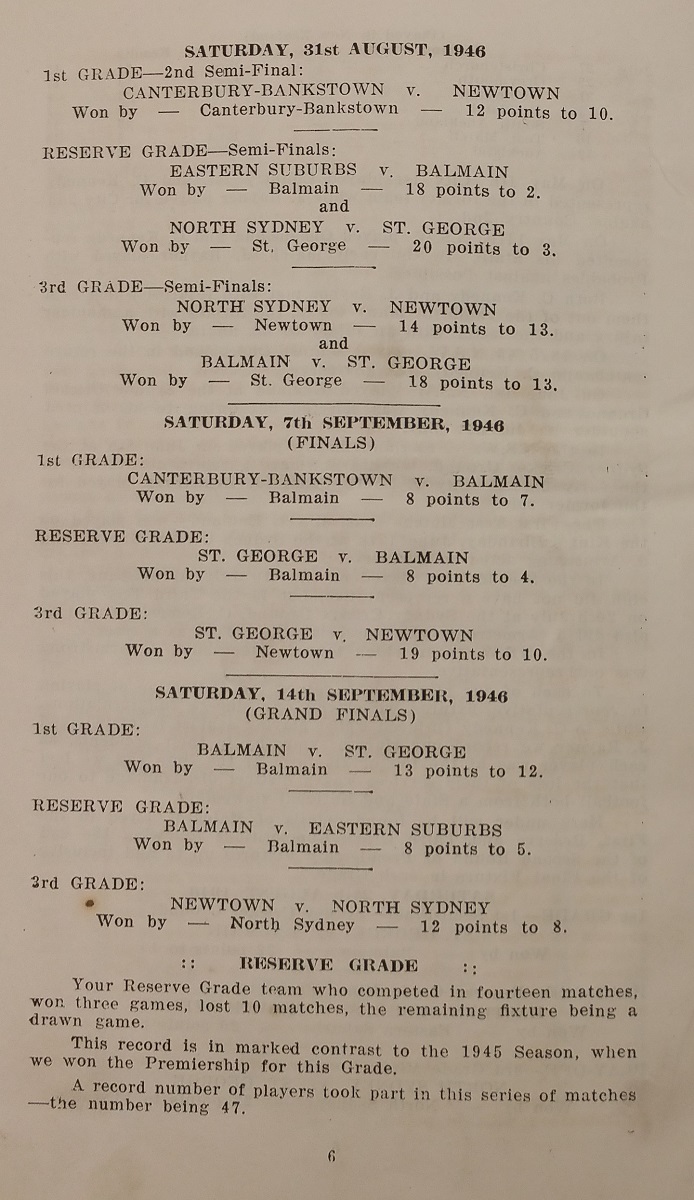 SATURDAY, 31st AUGUST, 1946
1st GRADE—2nd Semi-Final:
CANTERBURY-BANKSTOWN v. NEWTOWN
Won by — Canterbury-Bankstown — 12 points to 10.
RESERVE GRADE—Semi-Finals:
EASTERN SUBURBS v. BALMAIN
Won by — Balmain — 18 points to 2.
and
NORTH SYDNEY v. ST. GEORGE
Won by — St. George — 20 points to 3.
3rd GRADE—Semi-Finals:
NORTH SYDNEY v. NEWTOWN
Won by — Newtown — 14 points to 13.
and
BALMAIN v. ST. GEORGE
Won by — St. George — 18 points to 13.
SATURDAY, 7th SEPTEMBER, 1946
(FINALS)
1st GRADE:
CANTERBURY-BANKSTOWN v. BALMAIN
Won by — Balmain — 8 points to 7.
RESERVE GRADE:
ST. GEORGE v. BALMAIN
Won by — Balmain — 8 points to 4.
3rd GRADE:
ST. GEORGE v. NEWTOWN
Won by — Newtown — 19 points to 10.
SATURDAY, 14th SEPTEMBER, 1946
(GRAND FINALS)
1st GRADE:
BALMAIN v. ST. GEORGE
Won by — Balmain — 13 points to 12.
RESERVE GRADE:
BALMAIN v. EASTERN SUBURBS
Won by — Balmain — 8 points to 5.
3rd GRADE:
NEWTOWN v. NORTH SYDNEY
Won by — North Sydney — 12 points to 8.
:: RESERVE GRADE ::
Your Reserve Grade team who competed in fourteen matches,
won three games, lost 10 matches, the remaining fixture being a
drawn game.
This record is in marked contrast to the 1945 Season, when
we won the Premiership for this Grade.
A record number of players took part in this series of matches
—the number being 47.
6